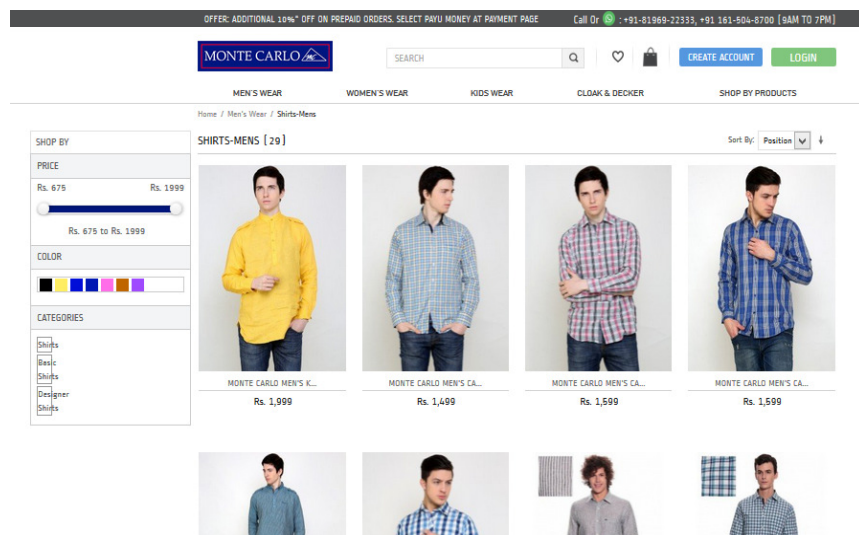 OFFER: ADDITIONAL 10%* OFF ON PREPAID ORDERS. SELECT PAYU MONEY AT PAYMENT PAGE
Call Or : +91-81969-22333, +91 161-504-8700 [9AM TO 7PM]
MONTE CARLO
SEARCH
CREATE ACCOUNT
LOGIN
MEN'S WEAR
WOMEN'S WEAR
KIDS WEAR
CLOAK & DECKER
SHOP BY PRODUCTS
Home / Men's Wear / Shirts-Mens
SHOP BY
PRICE
Rs. 675 Rs. 1999
Rs. 675 to Rs. 1999
COLOR
CATEGORIES
Shirts
Basic
Shirts
Designer
Shirts
SHIRTS-MENS [29]
Sort By: Position
MONTE CARLO MEN'S K...
Rs. 1,999
MONTE CARLO MEN'S CA...
Rs. 1,499
MONTE CARLO MEN'S CA...
Rs. 1,599
MONTE CARLO MEN'S CA...
Rs. 1,599